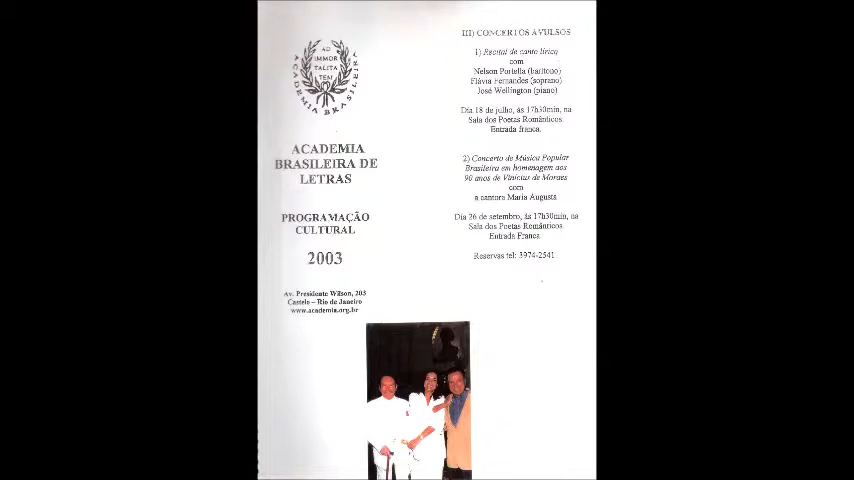 AD
IMMOR
TALITA
TEM
ACADEMIA BRASILEIRA
ACADEMIA
BRASILEIRA DE
LETRAS
PROGRAMAÇÃO
CULTURAL
2003
Av. Presidente Wilson, 203
Castelo – Rio de Janeiro
www.academia.org.br
III) CONCERTOS AVULSOS
1) Recital de canto lírico
com
Nelson Portella (barítono)
Flávia Fernandes (soprano)
José Wellington (piano)
Dia 18 de julho, às 17h30min, na
Sala dos Poetas Românticos.
Entrada franca.
2) Concerto de Música Popular
Brasileira em homenagem aos
90 anos de Vinicius de Moraes
com
a cantora Maria Augusta
Dia 26 de setembro, às 17h30min, na
Sala dos Poetas Românticos.
Entrada Franca.
Reservas tel: 3974-2541